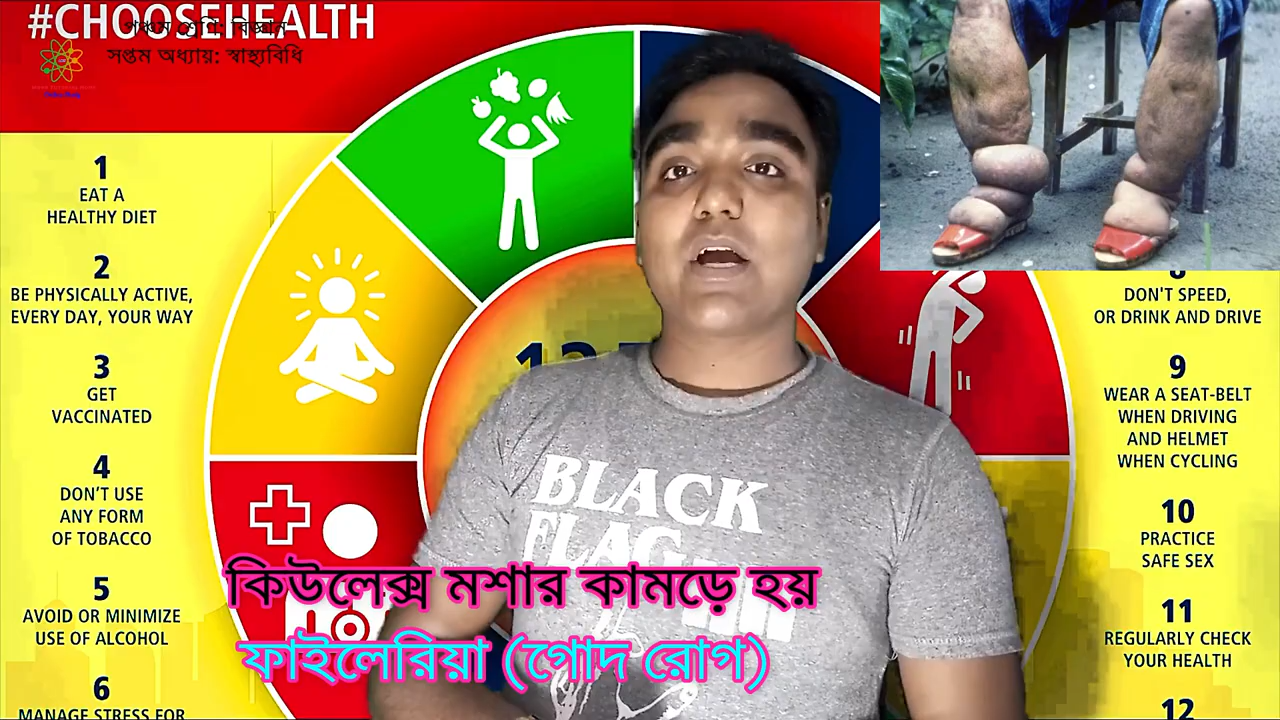 #CHOOSEHEALTH
পঞ্চম শ্রেণি: বিজ্ঞান
সপ্তম অধ্যায়: স্বাস্থ্যবিধি
1
EAT A
HEALTHY DIET
2
BE PHYSICALLY ACTIVE,
EVERY DAY, YOUR WAY
3
GET
VACCINATED
4
DON'T USE
ANY FORM
OF TOBACCO
5
AVOID OR MINIMIZE
USE OF ALCOHOL
6
MANAGE STRESS FOR
DON'T SPEED,
OR DRINK AND DRIVE
9
WEAR A SEAT-BELT
WHEN DRIVING
AND HELMET
WHEN CYCLING
10
PRACTICE
SAFE SEX
11
REGULARLY CHECK
YOUR HEALTH
12
BLACK
FLAG
কিউলেক্স মশার কামড়ে হয়
ফাইলেরিয়া (গোদ রোগ)